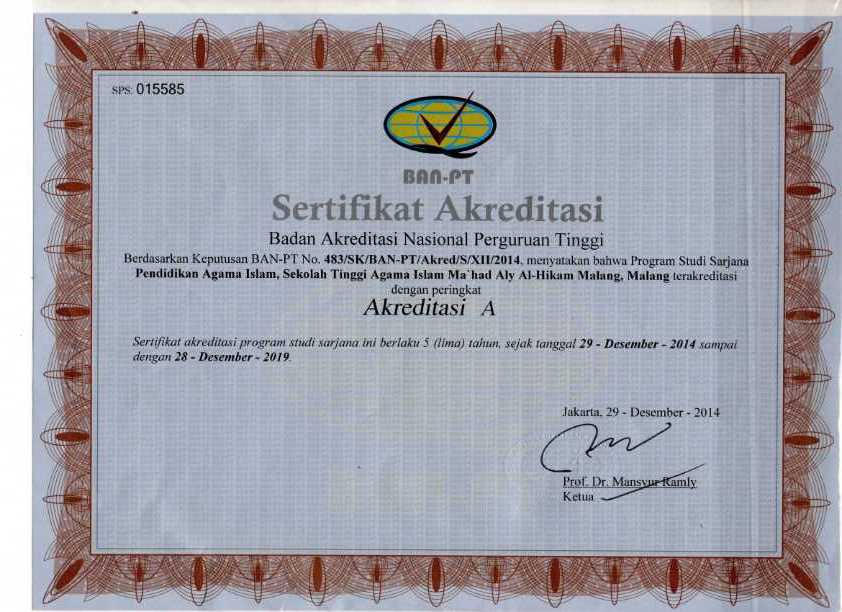 SPS: 015585
BAN-PT
Sertifikat Akreditasi
Badan Akreditasi Nasional Perguruan Tinggi
Berdasarkan Keputusan BAN-PT No. 483/SK/BAN-PT/Akred/S/XII/2014, menyatakan bahwa Program Studi Sarjana
Pendidikan Agama Islam, Sekolah Tinggi Agama Islam Ma`had Aly Al-Hikam Malang, Malang terakreditasi
dengan peringkat
Akreditasi A
Sertifikat akreditasi program studi sarjana ini berlaku 5 (lima) tahun, sejak tanggal 29 - Desember - 2014 sampai
dengan 28 - Desember - 2019.
Jakarta, 29 - Desember - 2014
Prof. Dr. Mansyur Ramly
Ketua